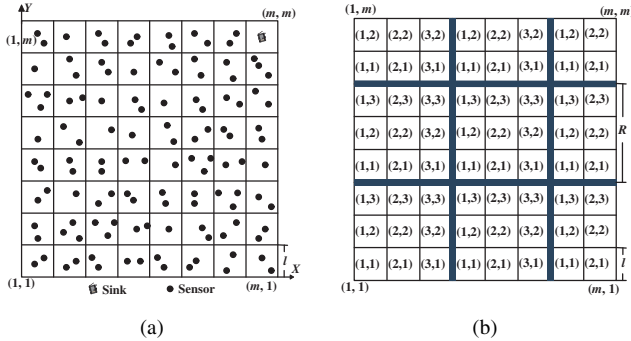 Y
(m, m)
(1, m)
l
X
(1, 1)
(m, 1)
Sink
Sensor
(a)
(1, m)
(m, m)
(1,2) (2,2) (3,2) (1,2) (2,2) (3,2) (1,2) (2,2)
(1,1) (2,1) (3,1) (1,1) (2,1) (3,1) (1,1) (2,1)
(1,3) (2,3) (3,3) (1,3) (2,3) (3,3) (1,3) (2,3)
(1,2) (2,2) (3,2) (1,2) (2,2) (3,2) (1,2) (2,2)
(1,1) (2,1) (3,1) (1,1) (2,1) (3,1) (1,1) (2,1)
(1,3) (2,3) (3,3) (1,3) (2,3) (3,3) (1,3) (2,3)
(1,2) (2,2) (3,2) (1,2) (2,2) (3,2) (1,2) (2,2)
(1,1) (2,1) (3,1) (1,1) (2,1) (3,1) (1,1) (2,1)
R
l
(1, 1)
(m, 1)
(b)